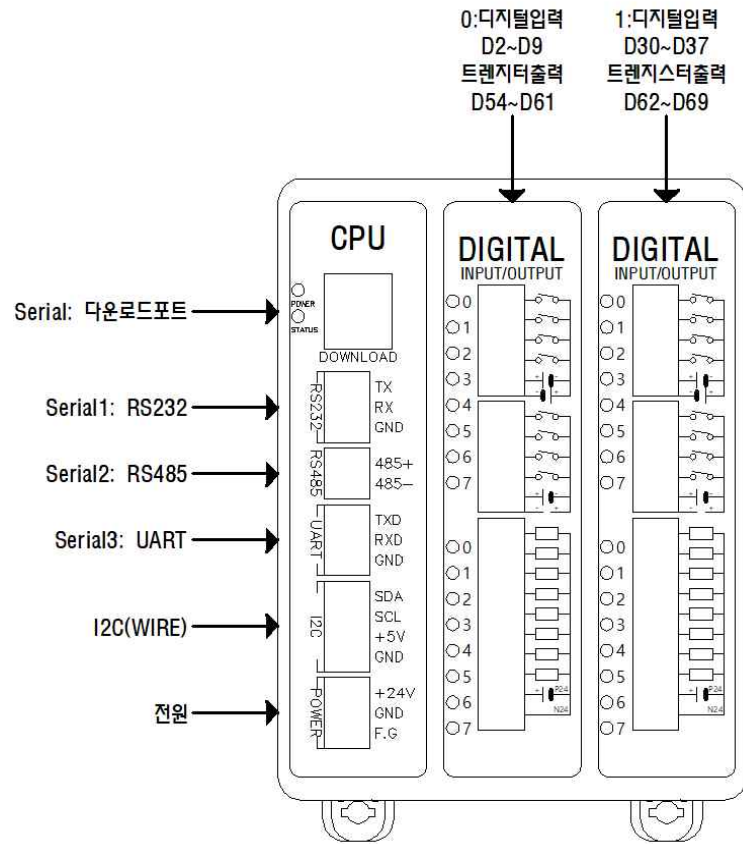 0:디지털입력
D2~D9
트렌지터출력
D54~D61
1:디지털입력
D30~D37
트렌지스터출력
D62~D69
Serial: 다운로드포트
Serial1: RS232
Serial2: RS485
Serial3: UART
I2C(WIRE)
전원
CPU
POWER
STATUS
DOWNLOAD
RS232
TX
RX
GND
RS485
485+
485-
UART
TXD
RXD
GND
I2C
SDA
SCL
+5V
GND
POWER
+24V
GND
F.G
DIGITAL
INPUT/OUTPUT
0
1
2
3
+ -
4
5
6
7
+ -
0
1
2
3
4
5
6
7
+ -
P24
N24
DIGITAL
INPUT/OUTPUT
0
1
2
3
+ -
4
5
6
7
+ -
0
1
2
3
4
5
6
7
+ -
P24
N24